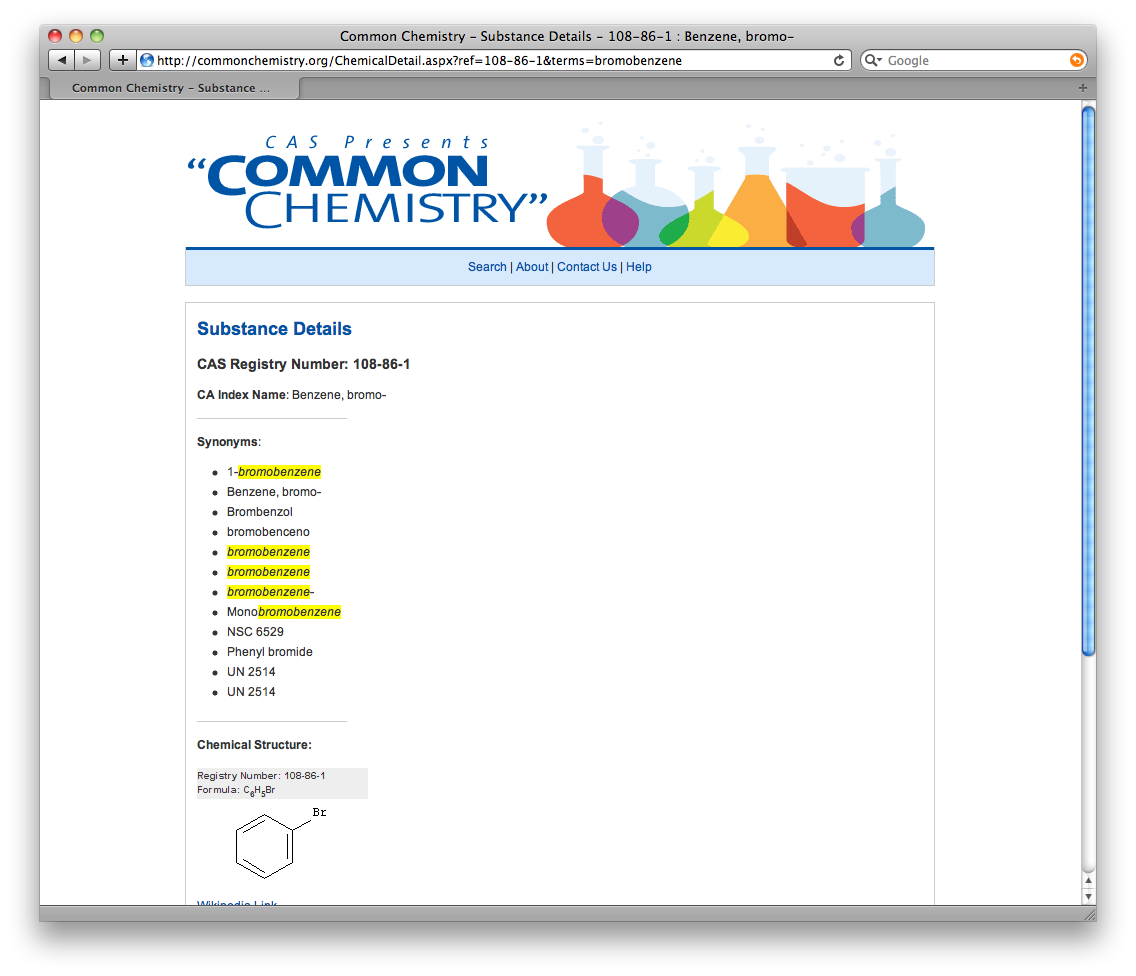 Common Chemistry – Substance Details – 108-86-1 : Benzene, bromo-
http://commonchemistry.org/ChemicalDetail.aspx?ref=108-86-1&terms=bromobenzene
Google
Common Chemistry – Substance ...
CAS Presents
“COMMON
CHEMISTRY”
Search | About | Contact Us | Help
Substance Details
CAS Registry Number: 108-86-1
CA Index Name: Benzene, bromo-
Synonyms:
1-bromobenzene
Benzene, bromo-
Brombenzol
bromobenceno
bromobenzene
bromobenzene
bromobenzene-
Monobromobenzene
NSC 6529
Phenyl bromide
UN 2514
UN 2514
Chemical Structure:
Registry Number: 108-86-1
Formula: C6H5Br
Br
Wikipedia Link